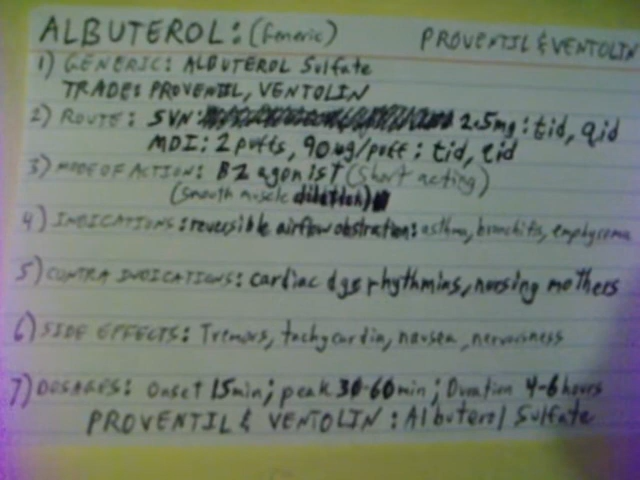 ALBUTEROL: (Generic) PROVENTIL & VENTOLIN
1) GENERIC: ALBUTEROL Sulfate
TRADE: PROVENTIL, VENTOLIN
2) ROUTE: SVN: 2.5mg: tid, qid
MDI: 2 puffs, 90ug/puff: tid, qid
3) MODE OF ACTION: B2 agonist (Short acting)
(smooth muscle dilation)
4) INDICATIONS: reversible airflow obstration: asthma, bronchitis, emphysema
5) CONTRA INDICATIONS: cardiac dysrhythmias, nursing mothers
6) SIDE EFFECTS: Tremors, tachycardia, nausea, nervousness
7) DOSAGES: Onset 15min; peak 30-60min; Duration 4-6 hours
PROVENTIL & VENTOLIN: Albuterol Sulfate